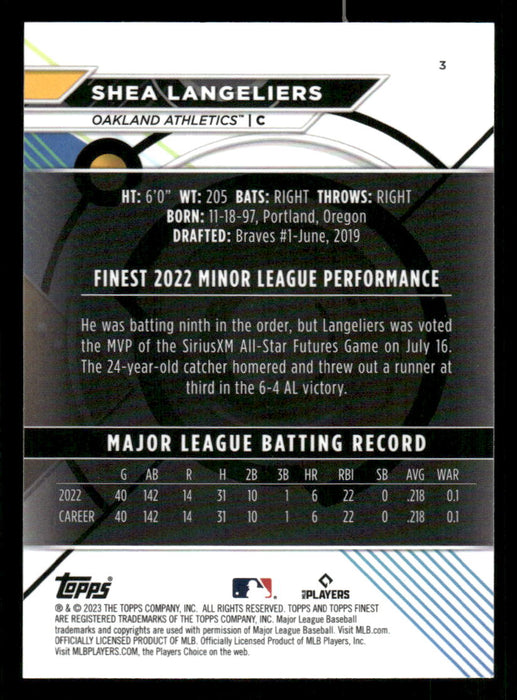 3
SHEA LANGELIERS
OAKLAND ATHLETICS™ | C
HT: 6'0" WT: 205 BATS: RIGHT THROWS: RIGHT
BORN: 11-18-97, Portland, Oregon
DRAFTED: Braves #1-June, 2019
FINEST 2022 MINOR LEAGUE PERFORMANCE
He was batting ninth in the order, but Langeliers was voted
the MVP of the SiriusXM All-Star Futures Game on July 16.
The 24-year-old catcher homered and threw out a runner at
third in the 6-4 AL victory.
MAJOR LEAGUE BATTING RECORD
G AB R H 2B 3B HR RBI SB AVG WAR
2022 40 142 14 31 10 1 6 22 0 .218 0.1
CAREER 40 142 14 31 10 1 6 22 0 .218 0.1
topps
PLAYERS
® & © 2023 THE TOPPS COMPANY, INC. ALL RIGHTS RESERVED. TOPPS AND TOPPS FINEST
ARE REGISTERED TRADEMARKS OF THE TOPPS COMPANY, INC. Major League Baseball
trademarks and copyrights are used with permission of Major League Baseball. Visit MLB.com.
OFFICIALLY LICENSED PRODUCT OF MLB Players, Inc.
Visit MLBPLAYERS.COM, the Players Choice on the web.